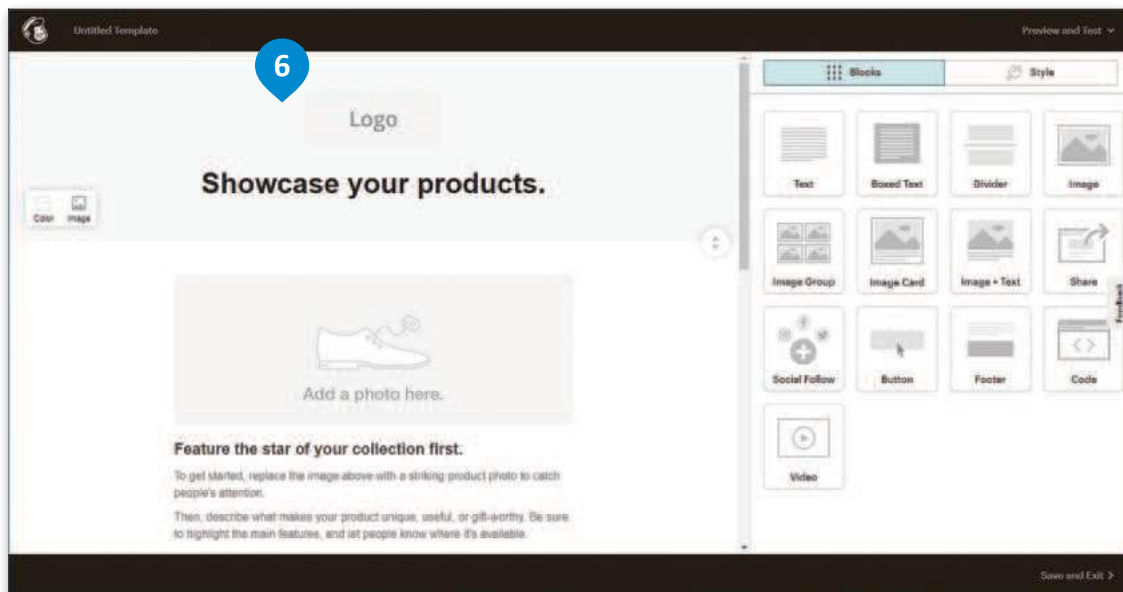 Untitled Template
Preview and Test
6
Logo
Showcase your products.
Color
Image
Add a photo here.
Feature the star of your collection first.
To get started, replace the image above with a striking product photo to catch
people's attention.
Then, describe what makes your product unique, useful, or gift-worthy. Be sure
to highlight the main features, and let people know where it's available.
Blocks
Style
Text
Boxed Text
Divider
Image
Image Group
Image Card
Image + Text
Share
Social Follow
Button
Footer
Code
Video
Feedback
Save and Exit